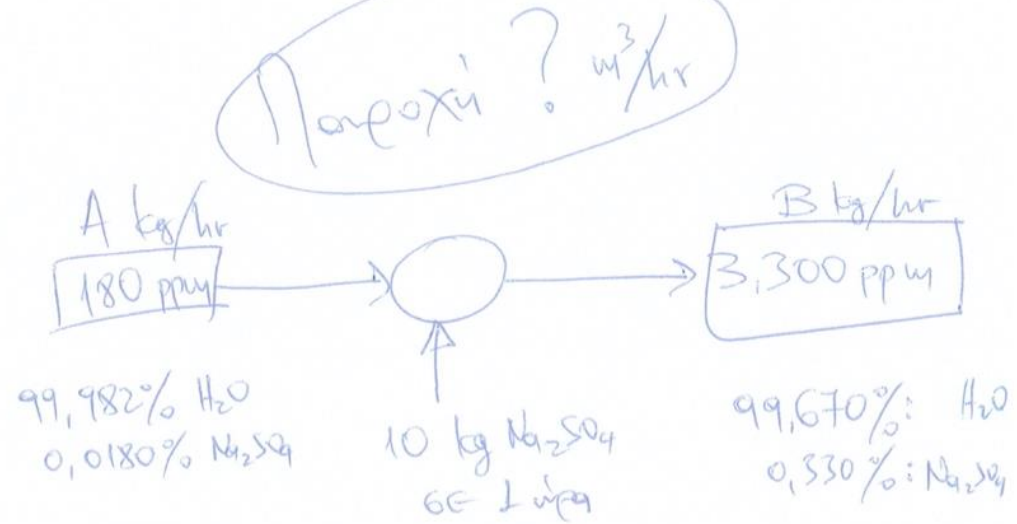 Παροχή ? m³/hr
A kg/hr
180 ppm
B kg/hr
3,300 ppm
99,982% H₂O
0,0180% Na₂SO₄
10 kg Na₂SO₄
σε 1 ώρα
99,670%: H₂O
0,330%: Na₂SO₄